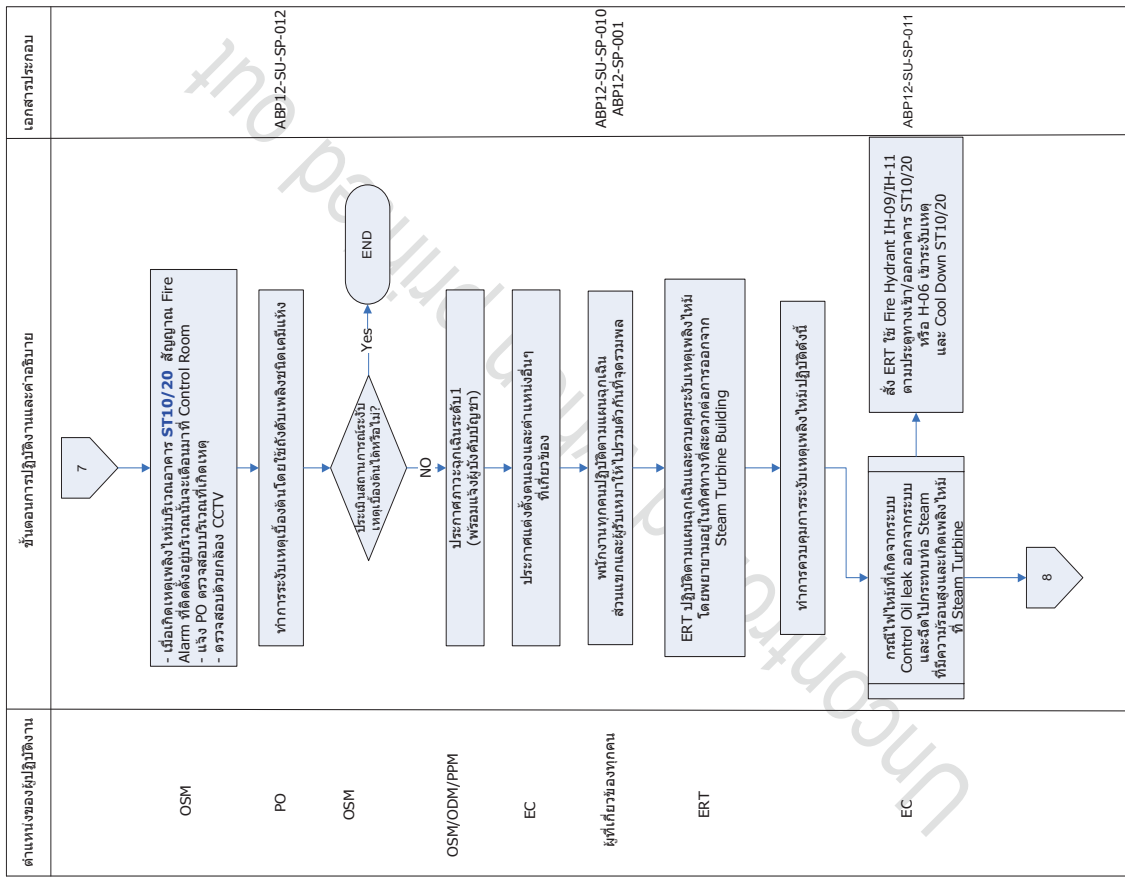 ตำแหน่งของผู้ปฏิบัติงาน
ขั้นตอนการปฏิบัติงานและคำอธิบาย
เอกสารประกอบ
7
OSM
- เมื่อเกิดเหตุเพลิงไหม้บริเวณอาคาร ST10/20 สัญญาณ Fire
Alarm ที่ติดตั้งอยู่บริเวณนั้นจะเตือนมาที่ Control Room
- แจ้ง PO ตรวจสอบบริเวณที่เกิดเหตุ
- ตรวจสอบด้วยกล้อง CCTV
PO
ทำการระงับเหตุเบื้องต้นโดยใช้ถังดับเพลิงชนิดเคมีแห้ง
ABP12-SU-SP-012
OSM
ประเมินสถานการณ์ระงับ
เหตุเบื้องต้นได้หรือไม่?
Yes
END
NO
OSM/ODM/PPM
ประกาศภาวะฉุกเฉินระดับ1
(พร้อมแจ้งผู้บังคับบัญชา)
EC
ประกาศแต่งตั้งตนเองและตำแหน่งอื่นๆ
ที่เกี่ยวของ
ผู้ที่เกี่ยวข้องทุกคน
พนักงานทุกคนปฏิบัติตามแผนฉุกเฉิน
ส่วนแขกและผู้รับเหมาให้ไปรวมตัวกันที่จุดรวมพล
ABP12-SU-SP-010
ABP12-SP-001
ERT
ERT ปฏิบัติตามแผนฉุกเฉินและควบคุมระงับเหตุเพลิงไหม้
โดยพยายามอยู่ในทิศทางที่สะดวกต่อการออกจาก
Steam Turbine Building
ทำการควบคุมการระงับเหตุเพลิงไหม้ปฏิบัติดังนี้
EC
กรณีไฟไหม้ที่เกิดจากระบบ
Control Oil leak ออกจากระบบ
และฉีดไปกระทบท่อ Steam
ที่มีความร้อนสูงและเกิดเพลิงไหม้
ที่ Steam Turbine
สั่ง ERT ใช้ Fire Hydrant IH-09/IH-11
ตามประตูทางเข้า/ออกอาคาร ST10/20
หรือ H-06 เข้าระงับเหตุ
และ Cool Down ST10/20
ABP12-SU-SP-011
8
Uncontrolled when printed out